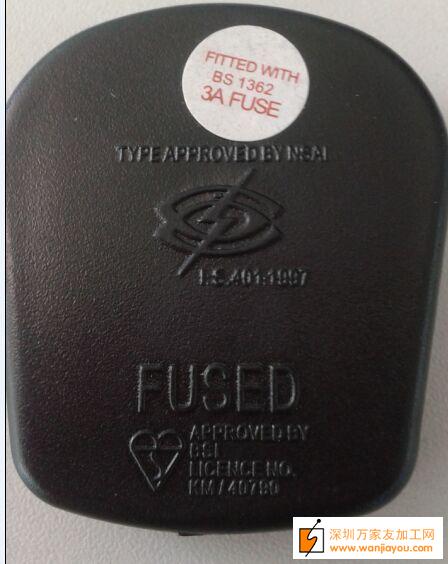 FITTED WITH
BS 1362
3A FUSE
TYPE APPROVED BY NSAI
I.S.401:1997
FUSED
APPROVED BY
BSI
LICENCE NO.
KM/40790
深圳万家友加工网
www.wanjiayou.com